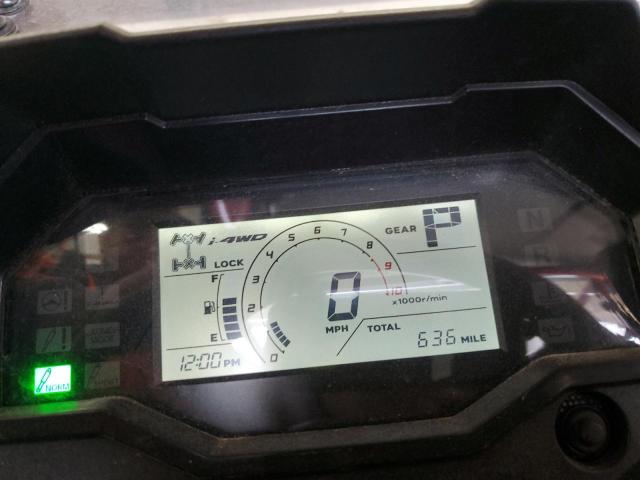 i-4WD
LOCK
GEAR P
F
E
0 2 3 4 5 6 7 8 9 10
x1000r/min
0
MPH
TOTAL
636 MILE
12:00 PM
NORM
N
R